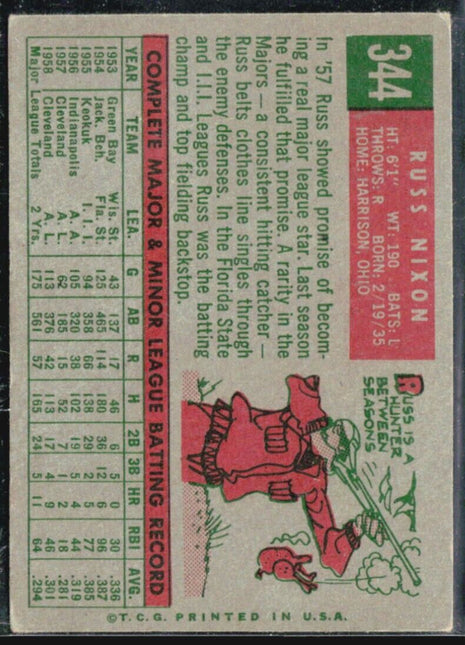 344
RUSS NIXON
HT: 6'1" WT: 190 BATS: L
THROWS: R BORN: 2/19/35
HOME: HARRISON, OHIO
In '57 Russ showed promise of becom-
ing a real major league star. Last season
he fulfilled that promise. A rarity in the
Majors — a consistent hitting catcher —
Russ belts clothes line singles through
the enemy defenses. In the Florida State
and I.I.I. Leagues Russ was the batting
champ and top fielding backstop.
RUSS IS A
HUNTER
BETWEEN
SEASONS
COMPLETE MAJOR & MINOR LEAGUE BATTING RECORD
YEAR TEAM LEA. G AB R H 2B 3B HR RBI AVG.
1953 Green Bay Wis. St. 43 137 17 46 6 5 0 30 .336
1954 Jack. Bch. Fla. St. 125 465 114 180 36 12 6 96 .387
1955 Keokuk I. I. I. 94 358 66 138 29 2 5 77 .385
1956 Indianapolis A. A. 105 376 38 120 14 44 .319
1957 Cleveland A. L. 62 185 15 52 7 1 2 18 .281
1958 Cleveland A. L. 113 376 42 113 17 4 9 46 .301
Major League Totals 2 Yrs. 175 561 57 165 24 5 11 64 .294
©T.C.G. PRINTED IN U.S.A.